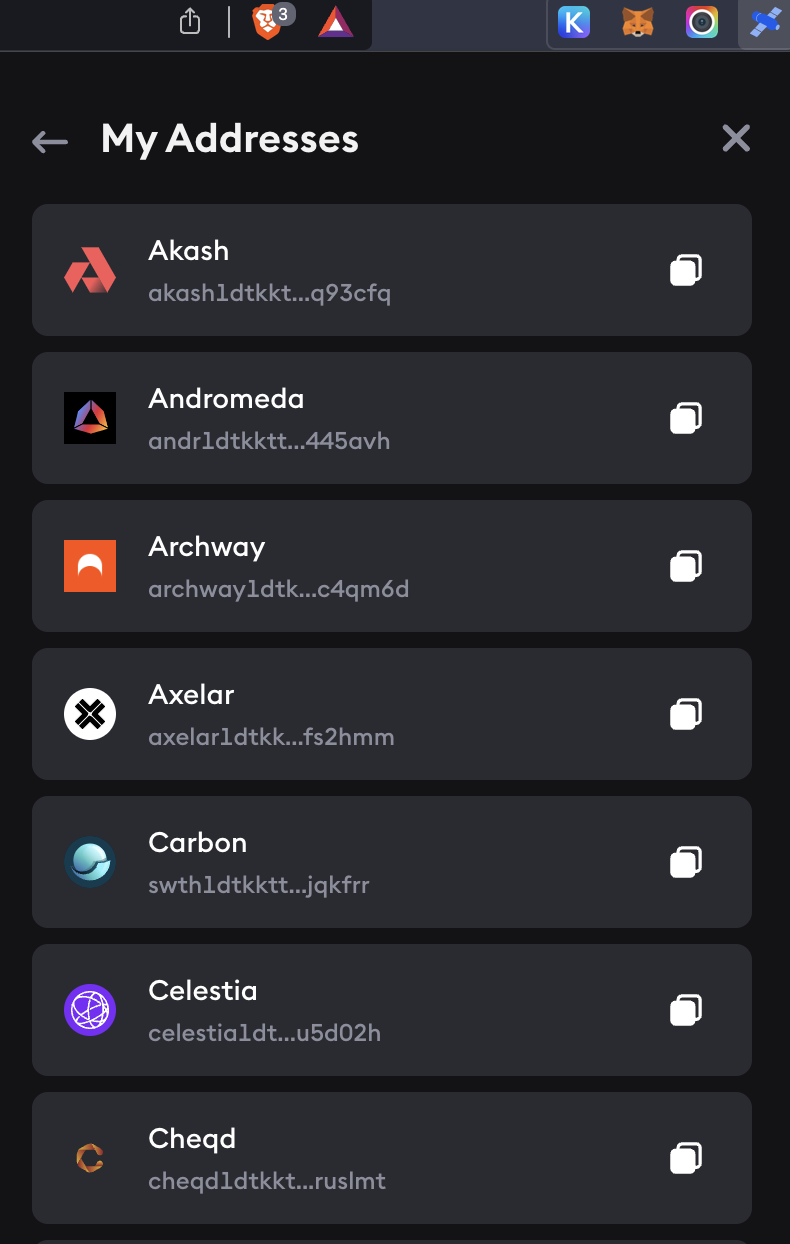 3
K
My Addresses
Akash
akash1dtkkt...q93cfq
Andromeda
andr1dtkktt...445avh
Archway
archway1dtk...c4qm6d
Axelar
axelar1dtkk...fs2hmm
Carbon
swth1dtkktt...jqkfrr
Celestia
celestia1dt...u5d02h
Cheqd
cheqd1dtkkt...ruslmt